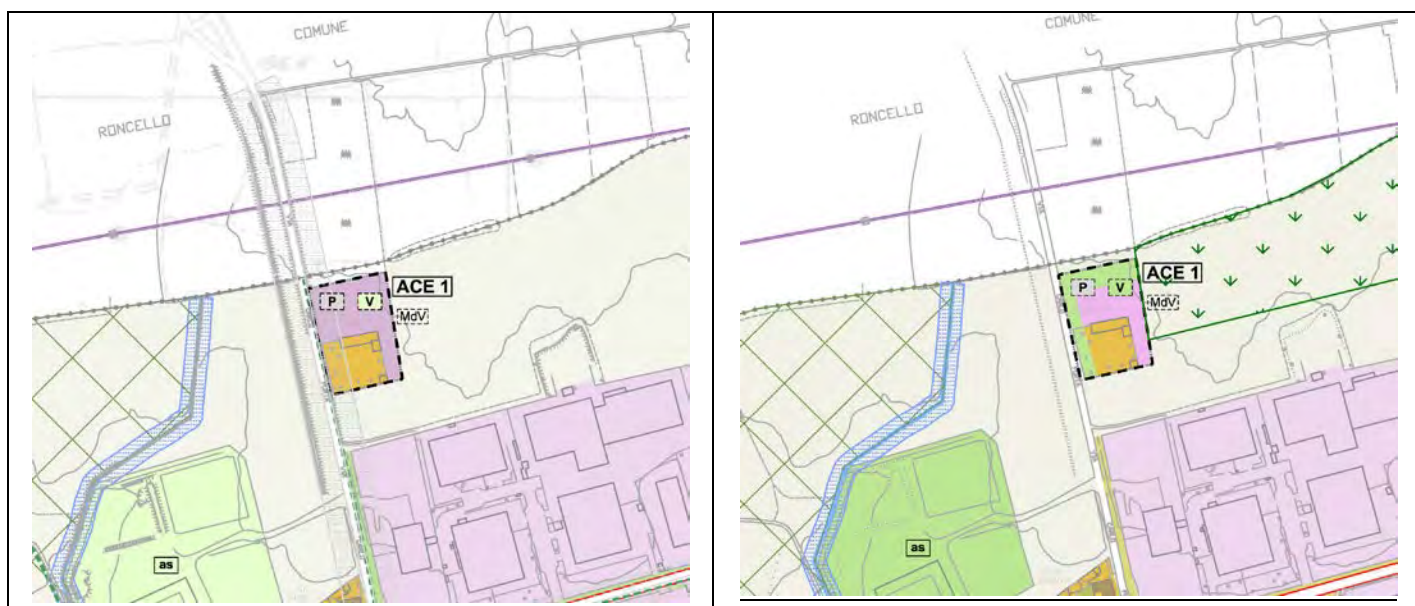 COMUNE
RONCELLO
ACE 1
P
V
MdV
as
COMUNE
RONCELLO
ACE 1
P
V
MdV
as